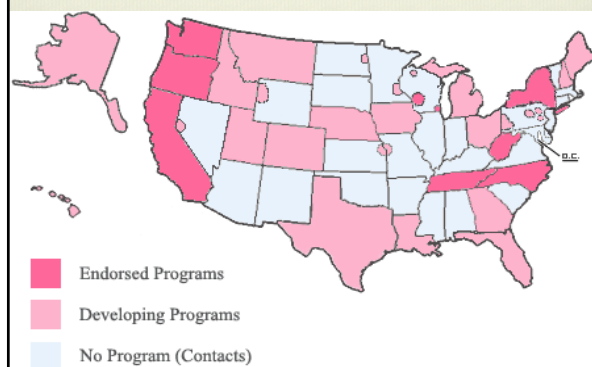 D.C.
Endorsed Programs
Developing Programs
No Program (Contacts)